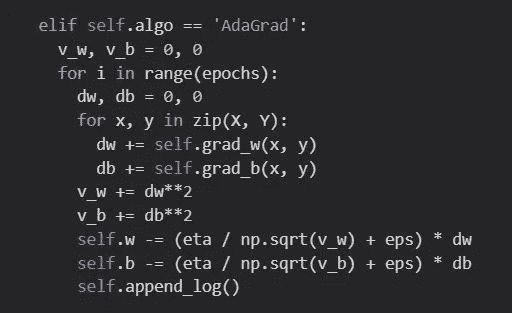 elif self.algo == 'AdaGrad':
v_w, v_b = 0, 0
for i in range(epochs):
dw, db = 0, 0
for x, y in zip(X, Y):
dw += self.grad_w(x, y)
db += self.grad_b(x, y)
v_w += dw**2
v_b += db**2
self.w -= (eta / np.sqrt(v_w) + eps) * dw
self.b -= (eta / np.sqrt(v_b) + eps) * db
self.append_log()